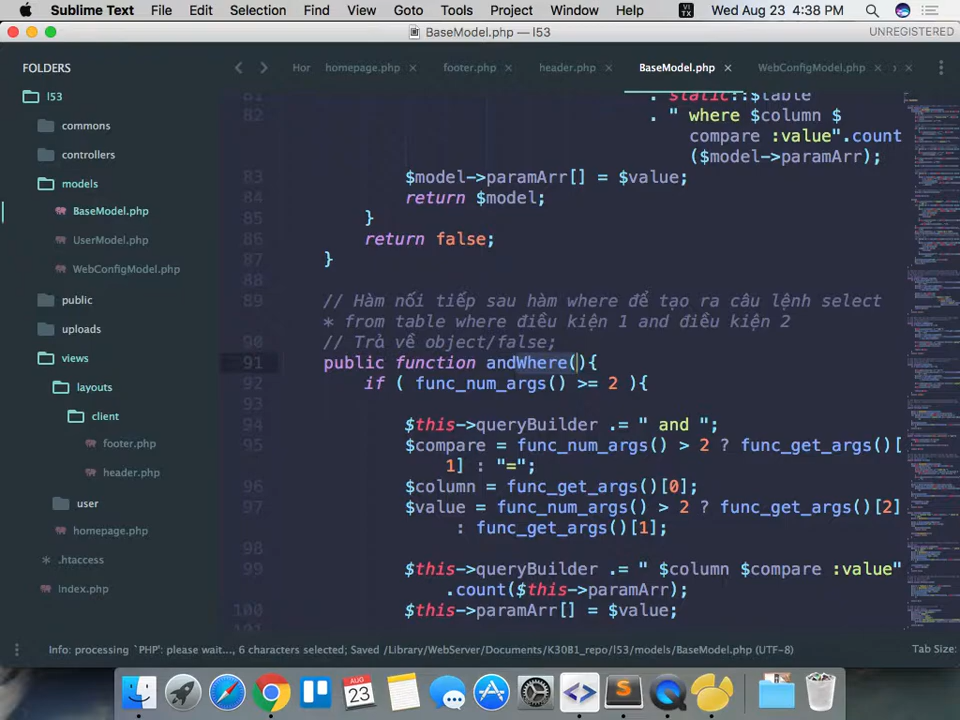 Sublime Text File Edit Selection Find View Goto Tools Project Window Help VI TX Wed Aug 23 4:38 PM
BaseModel.php — l53 UNREGISTERED
FOLDERS Hor homepage.php × footer.php × header.php × BaseModel.php × WebConfigModel.php ×
l53
commons
controllers
models
BaseModel.php
UserModel.php
WebConfigModel.php
public
uploads
views
layouts
client
footer.php
header.php
user
homepage.php
.htaccess
index.php
81 . static::$table
82 . " where $column $
compare :value".count
($model->paramArr);
83 $model->paramArr[] = $value;
84 return $model;
85 }
86 return false;
87 }
88
89 // Hàm nối tiếp sau hàm where để tạo ra câu lệnh select
* from table where điều kiện 1 and điều kiện 2
90 // Trả về object/false;
91 public function andWhere(){
92 if ( func_num_args() >= 2 ){
93
94 $this->queryBuilder .= " and ";
95 $compare = func_num_args() > 2 ? func_get_args()[
1] : "=";
96 $column = func_get_args()[0];
97 $value = func_num_args() > 2 ? func_get_args()[2]
: func_get_args()[1];
98
99 $this->queryBuilder .= " $column $compare :value"
.count($this->paramArr);
100 $this->paramArr[] = $value;
Info: processing `PHP`: please wait..., 6 characters selected; Saved /Library/WebServer/Documents/K30B1_repo/l53/models/BaseModel.php (UTF-8) Tab Size:
AUG
23